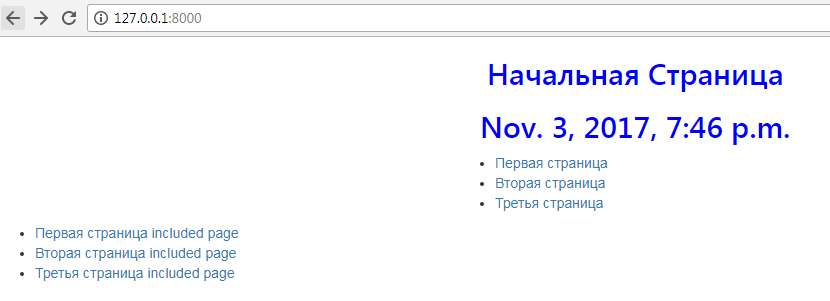 127.0.0.1:8000
Начальная Страница
Nov. 3, 2017, 7:46 p.m.
Первая страница
Вторая страница
Третья страница
Первая страница included page
Вторая страница included page
Третья страница included page